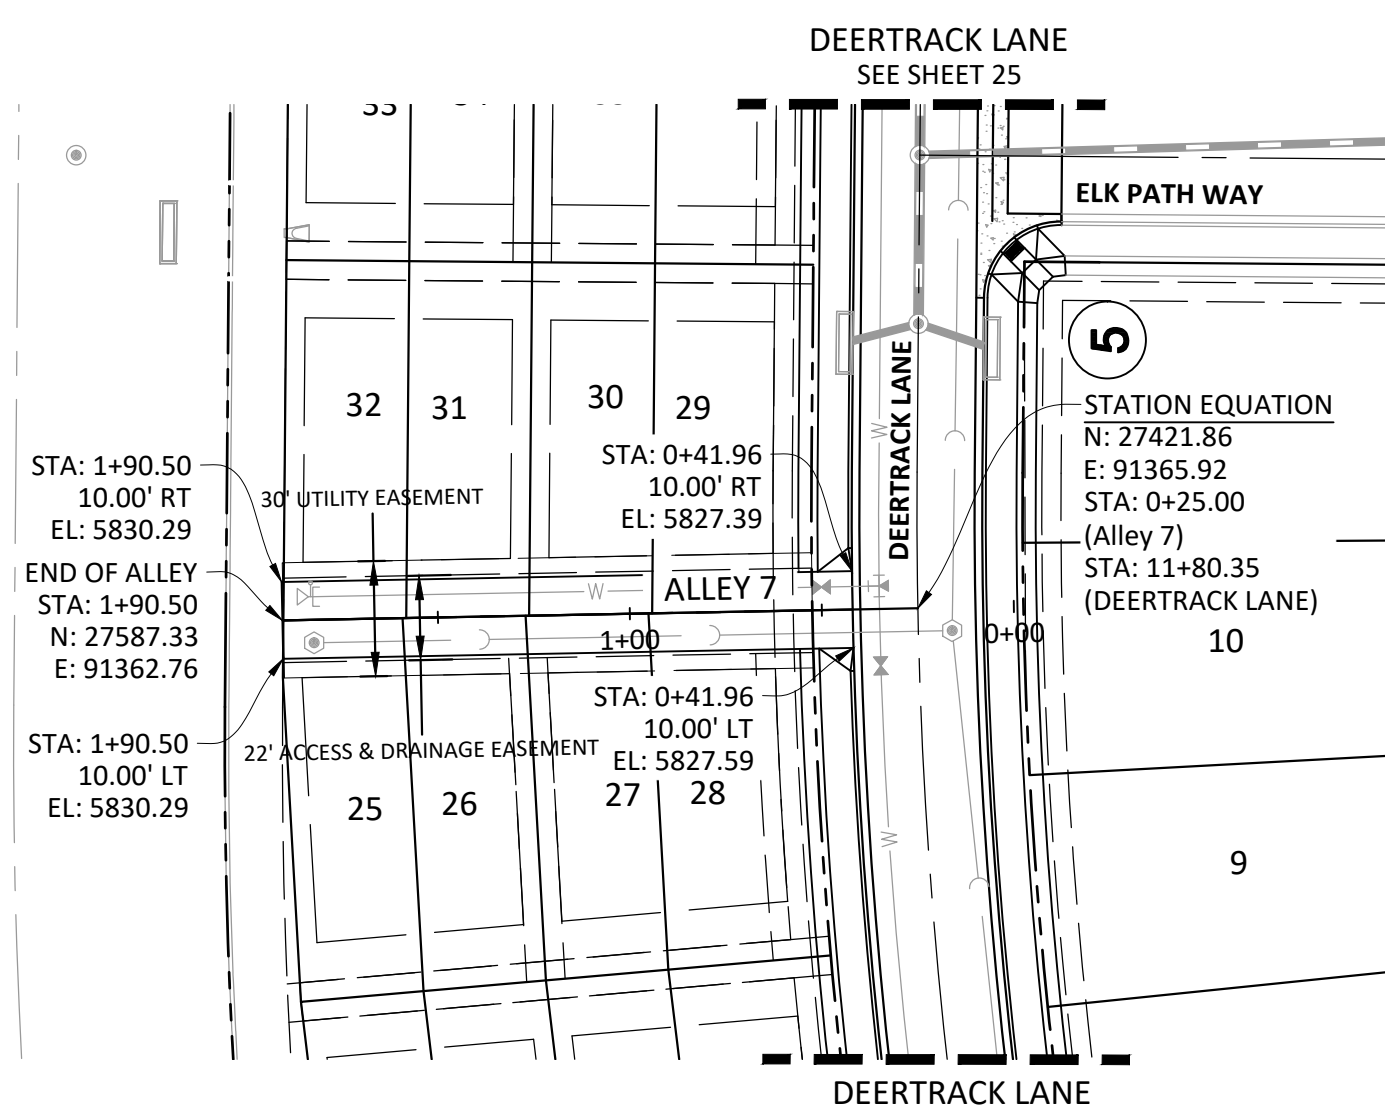 DEERTRACK LANE
SEE SHEET 25
33
ELK PATH WAY
5
32
31
30
29
DEERTRACK LANE
STATION EQUATION
N: 27421.86
E: 91365.92
STA: 0+25.00
(Alley 7)
STA: 11+80.35
(DEERTRACK LANE)
STA: 1+90.50
10.00' RT
EL: 5830.29
30' UTILITY EASEMENT
STA: 0+41.96
10.00' RT
EL: 5827.39
W
END OF ALLEY
STA: 1+90.50
N: 27587.33
E: 91362.76
W
ALLEY 7
1+00
0+00
10
STA: 1+90.50
10.00' LT
EL: 5830.29
22' ACCESS & DRAINAGE EASEMENT
STA: 0+41.96
10.00' LT
EL: 5827.59
25
26
27
28
W
9
DEERTRACK LANE